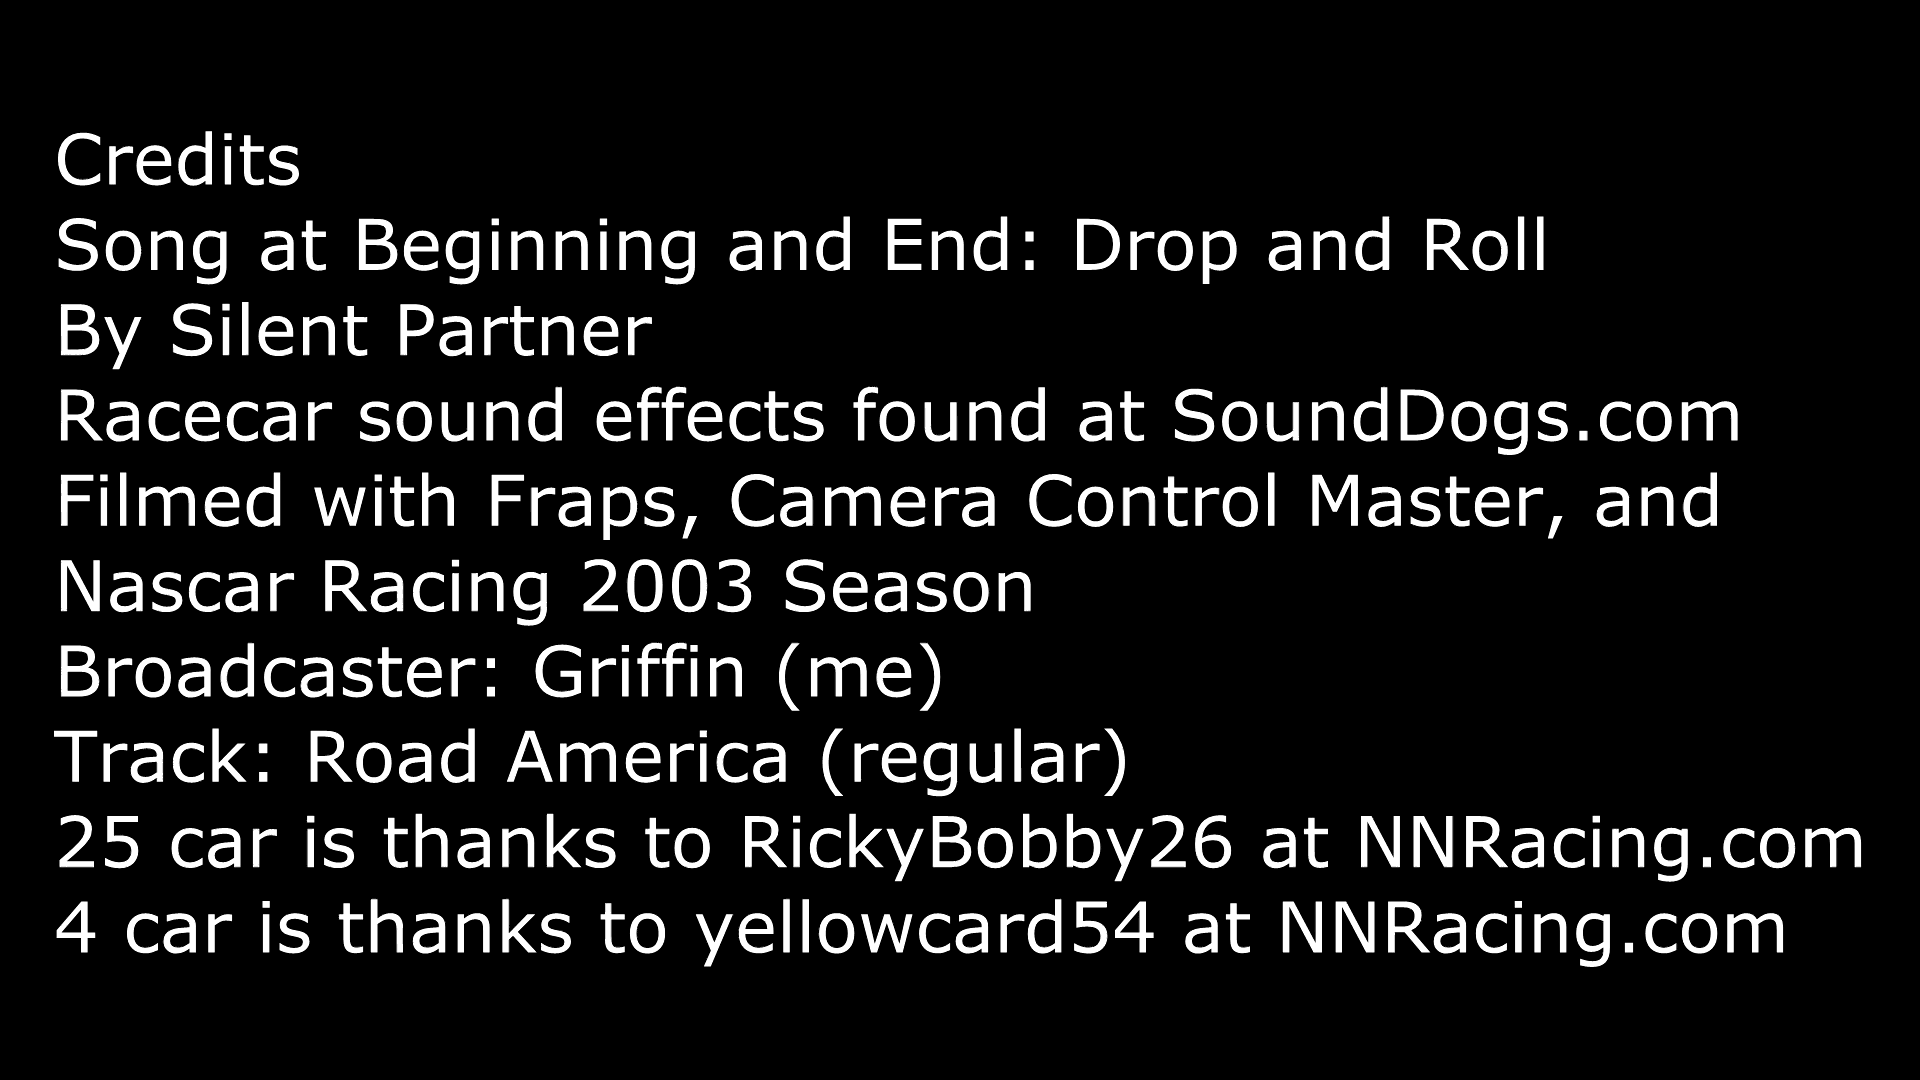 Credits
Song at Beginning and End: Drop and Roll
By Silent Partner
Racecar sound effects found at SoundDogs.com
Filmed with Fraps, Camera Control Master, and
Nascar Racing 2003 Season
Broadcaster: Griffin (me)
Track: Road America (regular)
25 car is thanks to RickyBobby26 at NNRacing.com
4 car is thanks to yellowcard54 at NNRacing.com